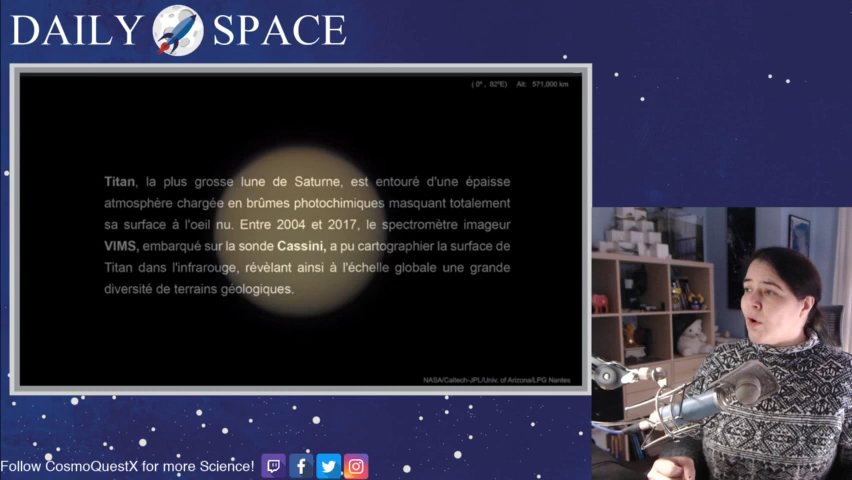 DAILY SPACE
( 0° , 82°E) Alt: 571,000 km
Titan, la plus grosse lune de Saturne, est entouré d'une épaisse
atmosphère chargée en brûmes photochimiques masquant totalement
sa surface à l'oeil nu. Entre 2004 et 2017, le spectromètre imageur
VIMS, embarqué sur la sonde Cassini, a pu cartographier la surface de
Titan dans l'infrarouge, révèlant ainsi à l'échelle globale une grande
diversité de terrains géologiques.
NASA/Caltech-JPL/Univ. of Arizona/LPG Nantes
Follow CosmoQuestX for more Science!